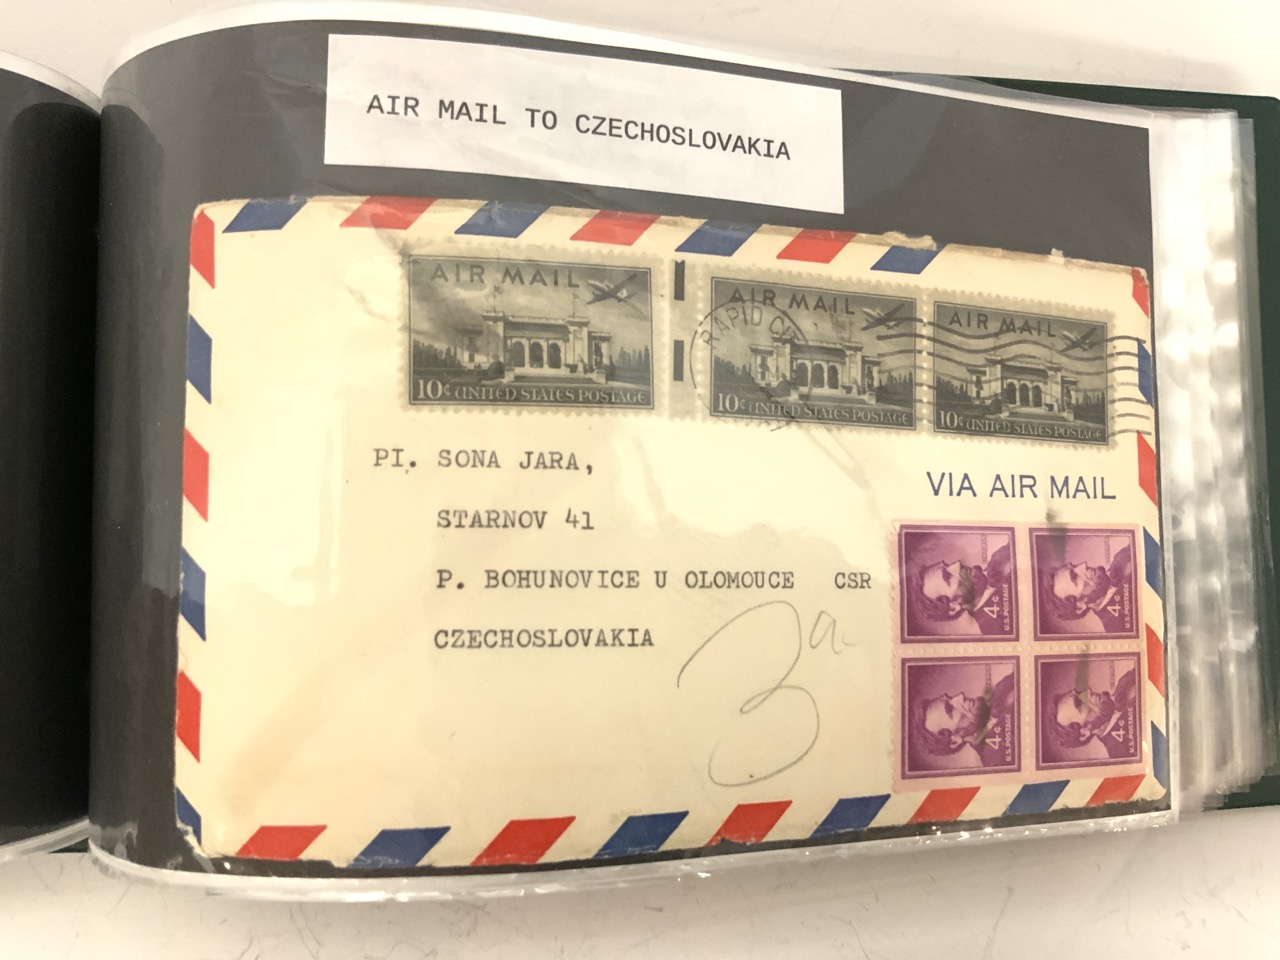 AIR MAIL TO CZECHOSLOVAKIA
AIR MAIL
10¢ UNITED STATES POSTAGE
AIR MAIL
10¢ UNITED STATES POSTAGE
AIR MAIL
10¢ UNITED STATES POSTAGE
RAPID CI
PI. SONA JARA,
STARNOV 41
P. BOHUNOVICE U OLOMOUCE CSR
CZECHOSLOVAKIA
VIA AIR MAIL
3a
4¢ U.S. POSTAGE
4¢ U.S. POSTAGE
4¢ U.S. POSTAGE
4¢ U.S. POSTAGE